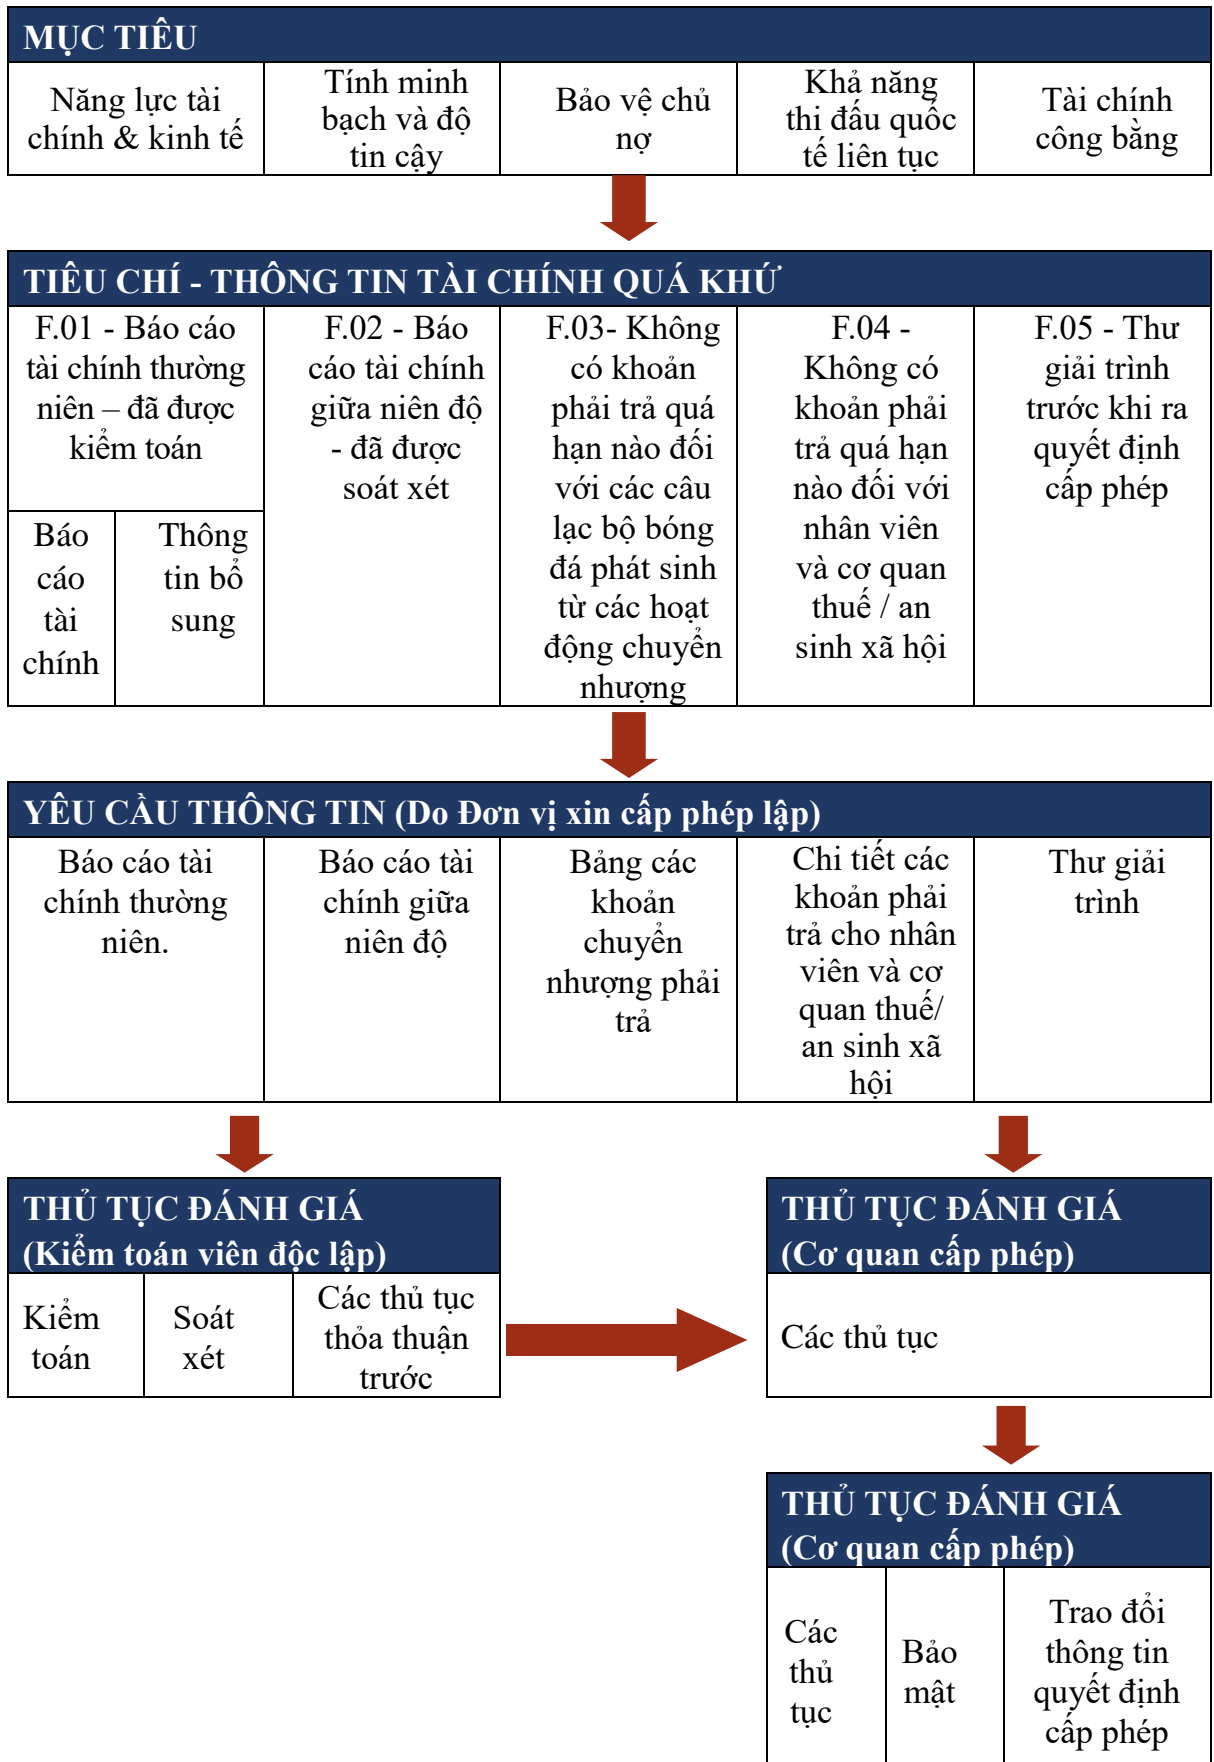 MỤC TIÊU
Năng lực tài
chính & kinh tế
Tính minh
bạch và độ
tin cậy
Bảo vệ chủ
nợ
Khả năng
thi đấu quốc
tế liên tục
Tài chính
công bằng
TIÊU CHÍ - THÔNG TIN TÀI CHÍNH QUÁ KHỨ
F.01 - Báo cáo
tài chính thường
niên – đã được
kiểm toán
Báo
cáo
tài
chính
Thông
tin bổ
sung
F.02 - Báo
cáo tài chính
giữa niên độ
- đã được
soát xét
F.03- Không
có khoản
phải trả quá
hạn nào đối
với các câu
lạc bộ bóng
đá phát sinh
từ các hoạt
động chuyển
nhượng
F.04 -
Không có
khoản phải
trả quá hạn
nào đối với
nhân viên
và cơ quan
thuế / an
sinh xã hội
F.05 - Thư
giải trình
trước khi ra
quyết định
cấp phép
YÊU CẦU THÔNG TIN (Do Đơn vị xin cấp phép lập)
Báo cáo tài
chính thường
niên.
Báo cáo tài
chính giữa
niên độ
Bảng các
khoản
chuyển
nhượng phải
trả
Chi tiết các
khoản phải
trả cho nhân
viên và cơ
quan thuế/
an sinh xã
hội
Thư giải
trình
THỦ TỤC ĐÁNH GIÁ
(Kiểm toán viên độc lập)
Kiểm
toán
Soát
xét
Các thủ tục
thỏa thuận
trước
THỦ TỤC ĐÁNH GIÁ
(Cơ quan cấp phép)
Các thủ tục
THỦ TỤC ĐÁNH GIÁ
(Cơ quan cấp phép)
Các
thủ
tục
Bảo
mật
Trao đổi
thông tin
quyết định
cấp phép